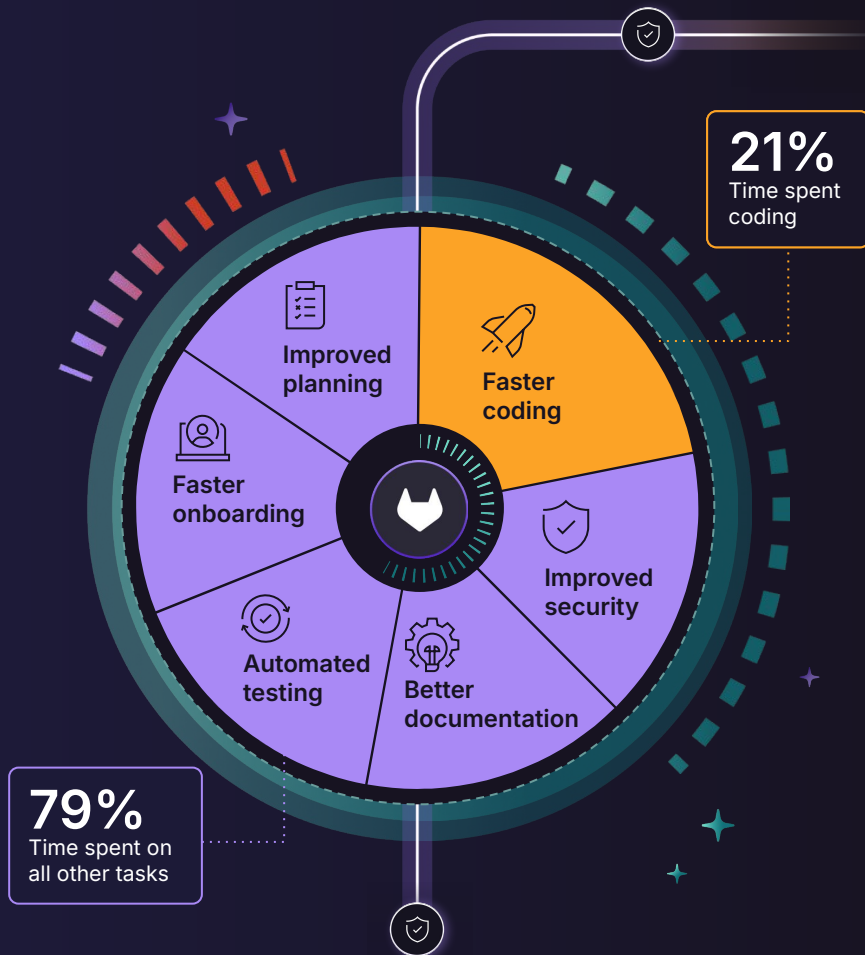 21%
Time spent
coding
Improved
planning
Faster
coding
Faster
onboarding
Improved
security
Automated
testing
Better
documentation
79%
Time spent on
all other tasks